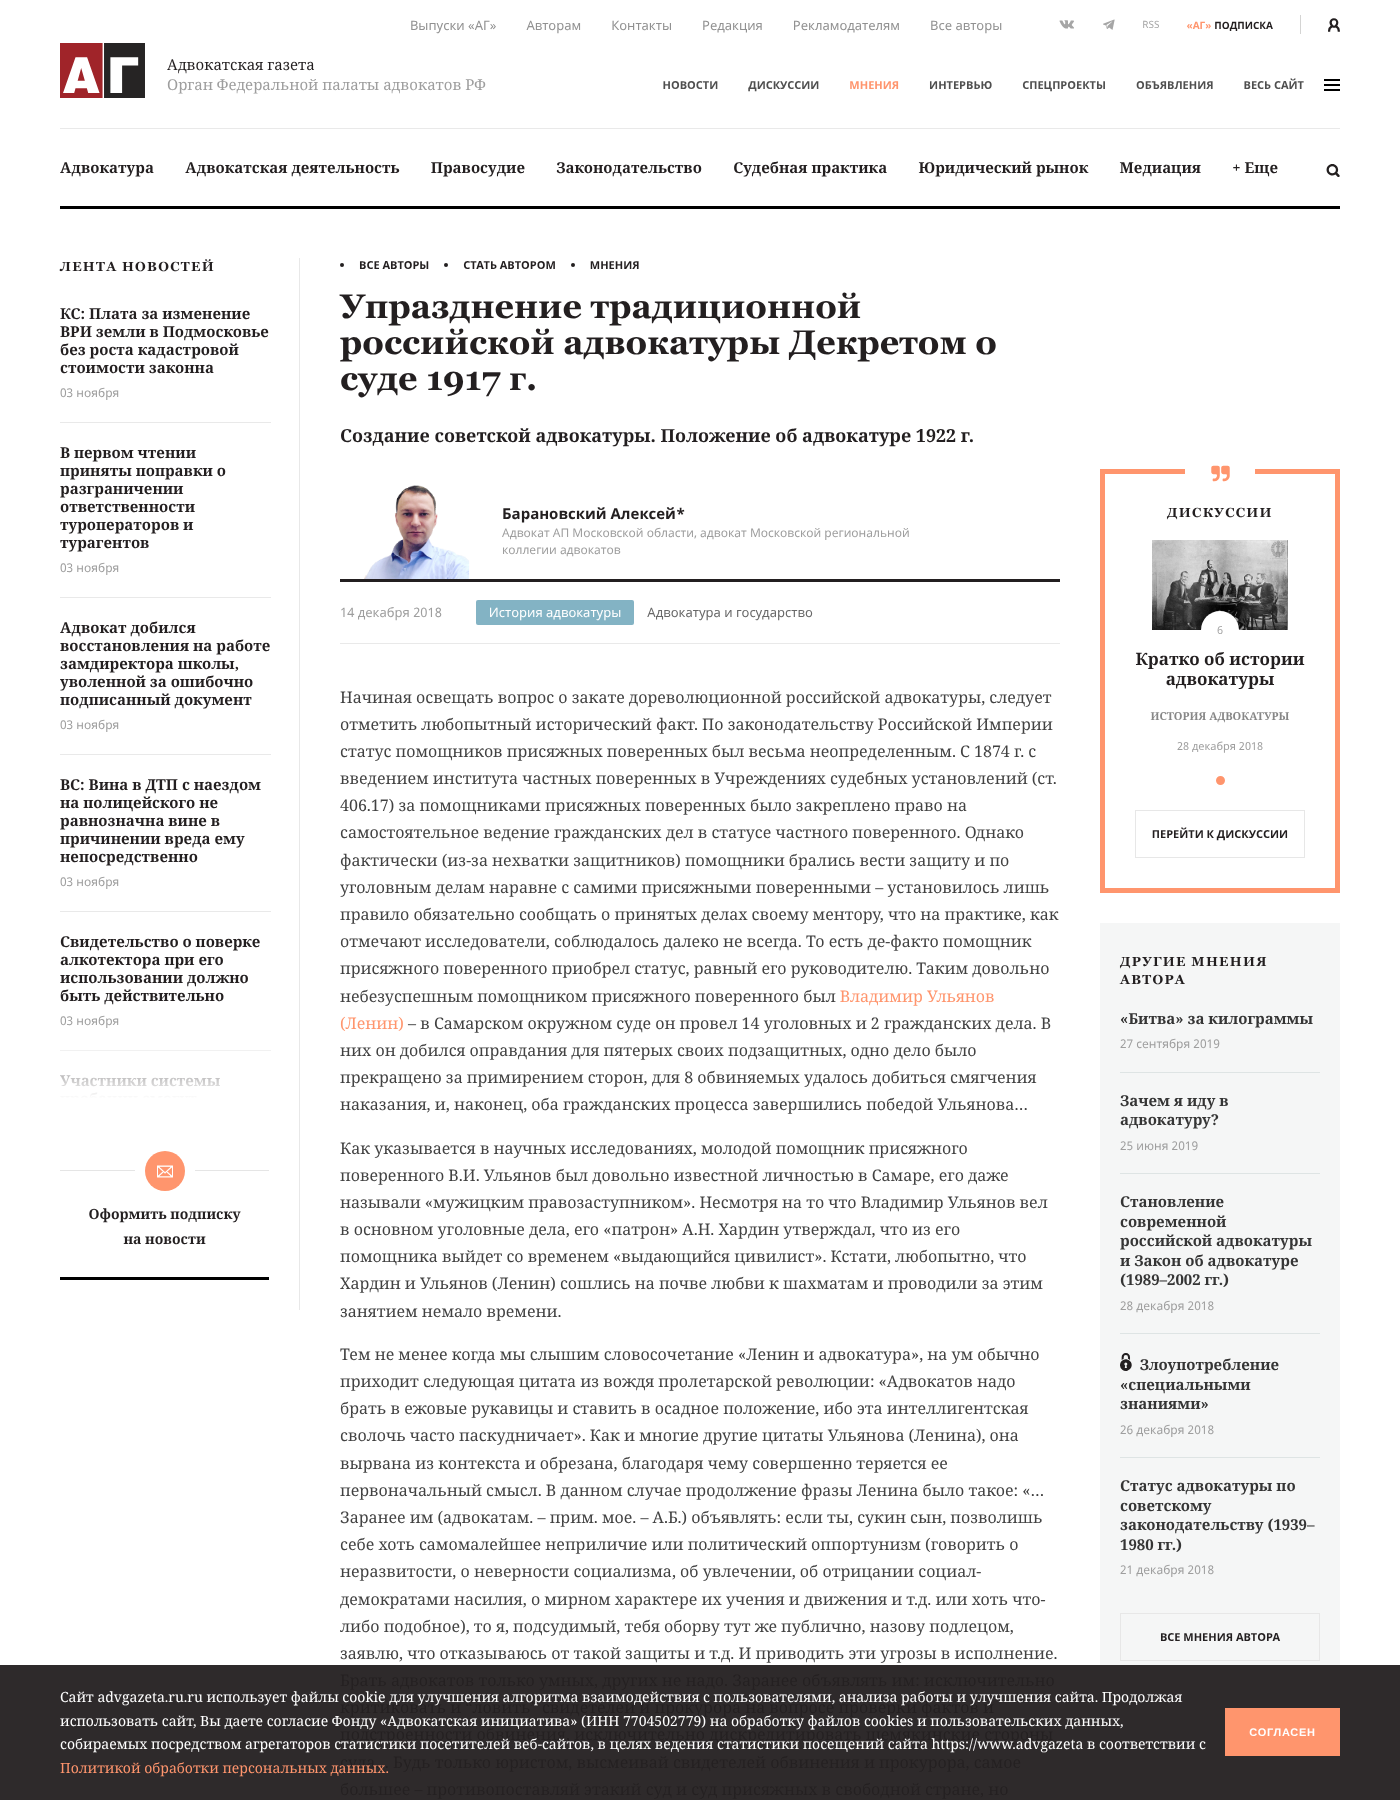 Выпуски «АГ» Авторам Контакты Редакция Рекламодателям Все авторы RSS «АГ» ПОДПИСКА
АГ
Адвокатская газета
Орган Федеральной палаты адвокатов РФ
НОВОСТИ ДИСКУССИИ МНЕНИЯ ИНТЕРВЬЮ СПЕЦПРОЕКТЫ ОБЪЯВЛЕНИЯ ВЕСЬ САЙТ
Адвокатура Адвокатская деятельность Правосудие Законодательство Судебная практика Юридический рынок Медиация + Еще
ЛЕНТА НОВОСТЕЙ
КС: Плата за изменение
ВРИ земли в Подмосковье
без роста кадастровой
стоимости законна
03 ноября
В первом чтении
приняты поправки о
разграничении
ответственности
туроператоров и
турагентов
03 ноября
Адвокат добился
восстановления на работе
замдиректора школы,
уволенной за ошибочно
подписанный документ
03 ноября
ВС: Вина в ДТП с наездом
на полицейского не
равнозначна вине в
причинении вреда ему
непосредственно
03 ноября
Свидетельство о поверке
алкотектора при его
использовании должно
быть действительно
03 ноября
Участники системы
Оформить подписку
на новости
• ВСЕ АВТОРЫ • СТАТЬ АВТОРОМ • МНЕНИЯ
Упразднение традиционной
российской адвокатуры Декретом о
суде 1917 г.
Создание советской адвокатуры. Положение об адвокатуре 1922 г.
Барановский Алексей*
Адвокат АП Московской области, адвокат Московской региональной
коллегии адвокатов
14 декабря 2018 История адвокатуры Адвокатура и государство
Начиная освещать вопрос о закате дореволюционной российской адвокатуры, следует
отметить любопытный исторический факт. По законодательству Российской Империи
статус помощников присяжных поверенных был весьма неопределенным. С 1874 г. с
введением института частных поверенных в Учреждениях судебных установлений (ст.
406.17) за помощниками присяжных поверенных было закреплено право на
самостоятельное ведение гражданских дел в статусе частного поверенного. Однако
фактически (из-за нехватки защитников) помощники брались вести защиту и по
уголовным делам наравне с самими присяжными поверенными – установилось лишь
правило обязательно сообщать о принятых делах своему ментору, что на практике, как
отмечают исследователи, соблюдалось далеко не всегда. То есть де-факто помощник
присяжного поверенного приобрел статус, равный его руководителю. Таким довольно
небезуспешным помощником присяжного поверенного был Владимир Ульянов
(Ленин) – в Самарском окружном суде он провел 14 уголовных и 2 гражданских дела. В
них он добился оправдания для пятерых своих подзащитных, одно дело было
прекращено за примирением сторон, для 8 обвиняемых удалось добиться смягчения
наказания, и, наконец, оба гражданских процесса завершились победой Ульянова…
Как указывается в научных исследованиях, молодой помощник присяжного
поверенного В.И. Ульянов был довольно известной личностью в Самаре, его даже
называли «мужицким правозаступником». Несмотря на то что Владимир Ульянов вел
в основном уголовные дела, его «патрон» А.Н. Хардин утверждал, что из его
помощника выйдет со временем «выдающийся цивилист». Кстати, любопытно, что
Хардин и Ульянов (Ленин) сошлись на почве любви к шахматам и проводили за этим
занятием немало времени.
Тем не менее когда мы слышим словосочетание «Ленин и адвокатура», на ум обычно
приходит следующая цитата из вождя пролетарской революции: «Адвокатов надо
брать в ежовые рукавицы и ставить в осадное положение, ибо эта интеллигентская
сволочь часто паскудничает». Как и многие другие цитаты Ульянова (Ленина), она
вырвана из контекста и обрезана, благодаря чему совершенно теряется ее
первоначальный смысл. В данном случае продолжение фразы Ленина было такое: «…
Заранее им (адвокатам. – прим. мое. – А.Б.) объявлять: если ты, сукин сын, позволишь
себе хоть самомалейшее неприличие или политический оппортунизм (говорить о
неразвитости, о неверности социализма, об увлечении, об отрицании социал-
демократами насилия, о мирном характере их учения и движения и т.д. или хоть что-
либо подобное), то я, подсудимый, тебя оборву тут же публично, назову подлецом,
заявлю, что отказываюсь от такой защиты и т.д. И приводить эти угрозы в исполнение.
Брать адвокатов только умных, других не надо. Заранее объявлять им: исключительно
ДИСКУССИИ
6
Кратко об истории
адвокатуры
ИСТОРИЯ АДВОКАТУРЫ
28 декабря 2018
ПЕРЕЙТИ К ДИСКУССИИ
ДРУГИЕ МНЕНИЯ
АВТОРА
«Битва» за килограммы
27 сентября 2019
Зачем я иду в
адвокатуру?
25 июня 2019
Становление
современной
российской адвокатуры
и Закон об адвокатуре
(1989–2002 гг.)
28 декабря 2018
Злоупотребление
«специальными
знаниями»
26 декабря 2018
Статус адвокатуры по
советскому
законодательству (1939–
1980 гг.)
21 декабря 2018
ВСЕ МНЕНИЯ АВТОРА
Сайт advgazeta.ru.ru использует файлы cookie для улучшения алгоритма взаимодействия с пользователями, анализа работы и улучшения сайта. Продолжая
использовать сайт, Вы даете согласие Фонду «Адвокатская инициатива» (ИНН 7704502779) на обработку файлов cookies и пользовательских данных,
собираемых посредством агрегаторов статистики посетителей веб-сайтов, в целях ведения статистики посещений сайта https://www.advgazeta в соответствии с
Политикой обработки персональных данных.
СОГЛАСЕН